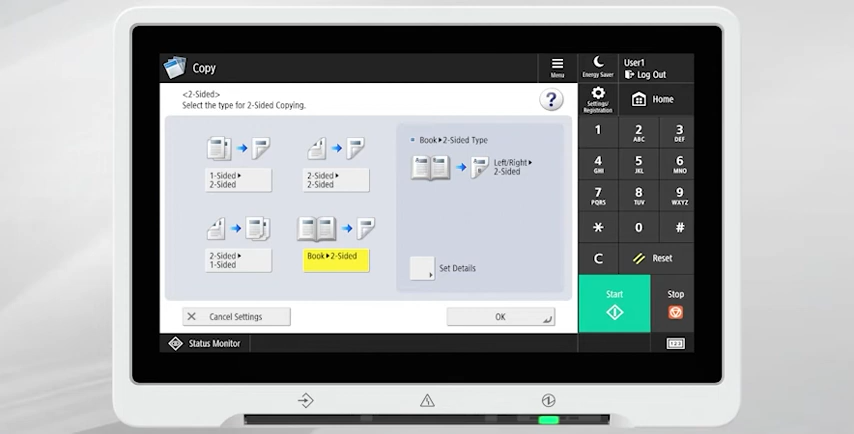 Copy
Menu
Energy Saver
User1
Log Out
<2-Sided>
Select the type for 2-Sided Copying.
?
Settings/
Registration
Home
1-Sided▶
2-Sided
2-Sided▶
2-Sided
2-Sided▶
1-Sided
Book▶2-Sided
Book▶2-Sided Type
Left/Right▶
2-Sided
Set Details
1
2
ABC
3
DEF
4
GHI
5
JKL
6
MNO
7
PQRS
8
TUV
9
WXYZ
*
0
#
C
Reset
Start
Stop
Cancel Settings
OK
Status Monitor
123